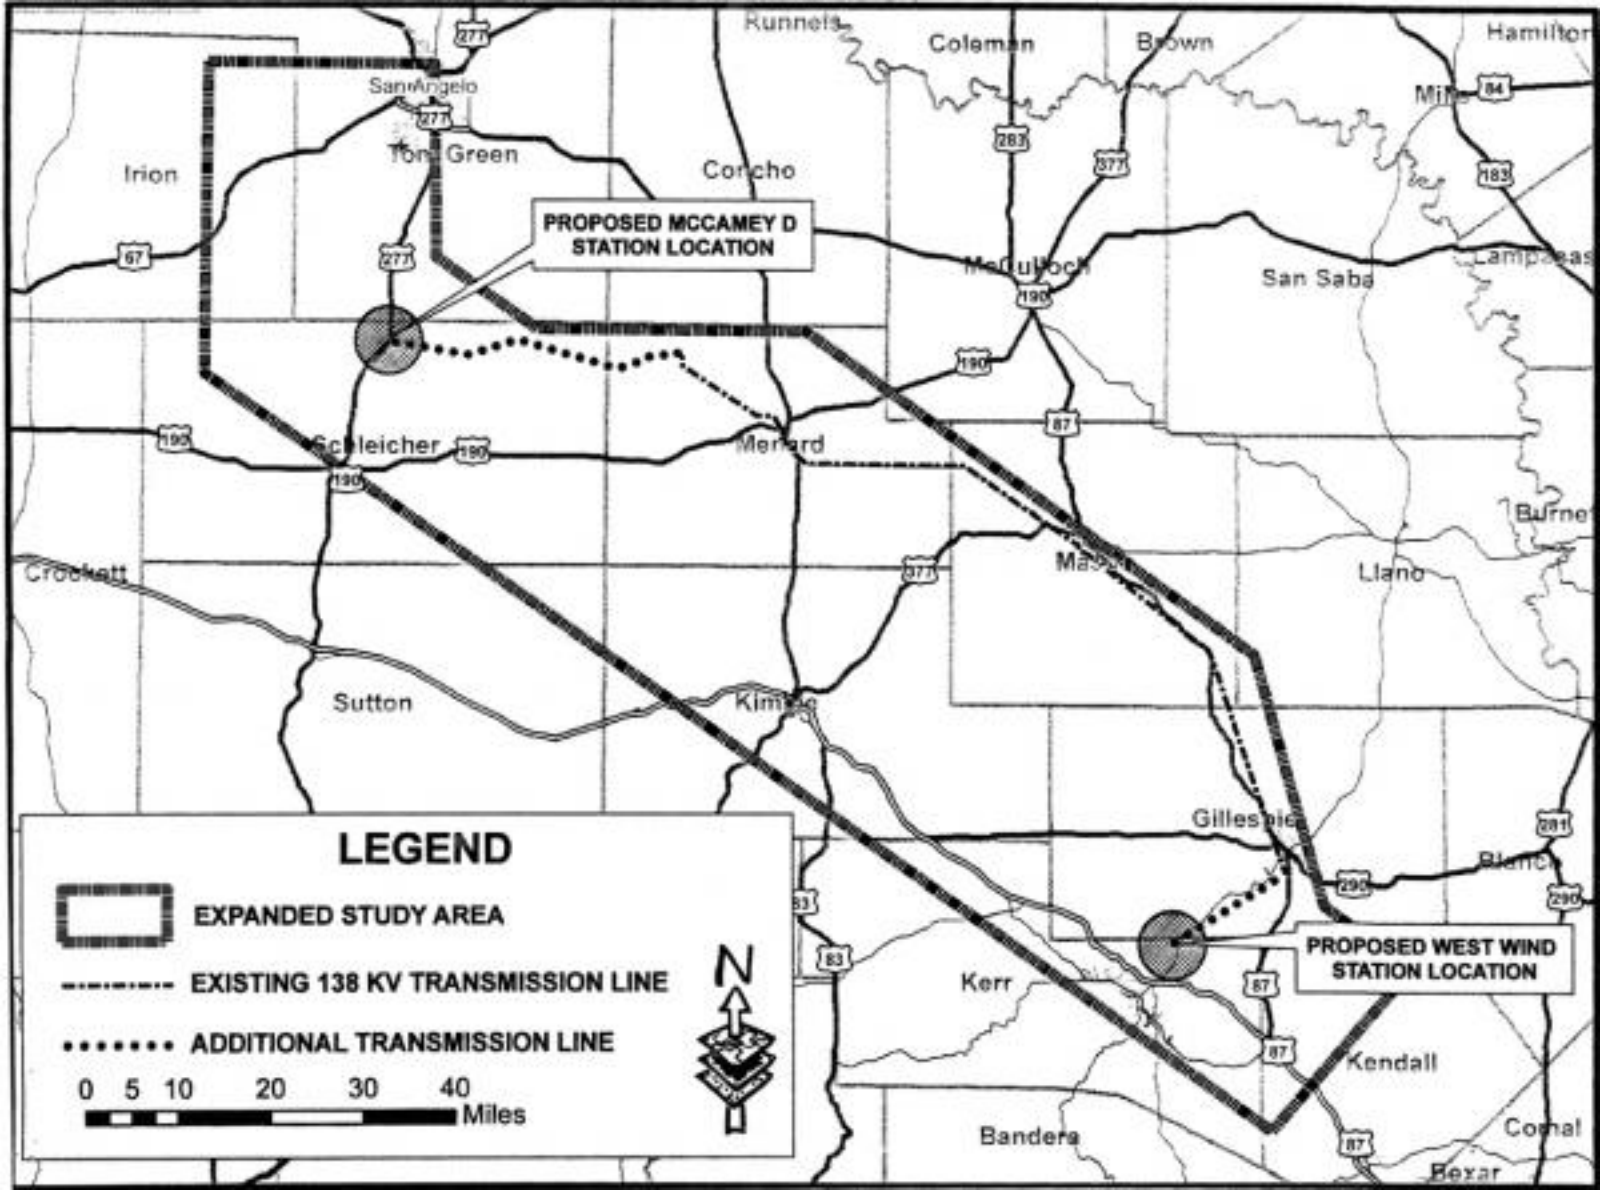 277
Runnels
Coleman
Brown
Hamilton
San Angelo
Mills
84
277
283
377
183
Irion
Tom Green
Concho
PROPOSED MCCAMEY D
STATION LOCATION
67
277
McCulloch
San Saba
Lampasas
190
190
87
190
Schleicher
190
Menard
190
Burnet
Crockett
377
Mason
Llano
Sutton
Kimble
Gillespie
281
Blanco
290
290
83
83
Kerr
87
PROPOSED WEST WIND
STATION LOCATION
87
Kendall
Bandera
87
Comal
Bexar
LEGEND
EXPANDED STUDY AREA
EXISTING 138 KV TRANSMISSION LINE
ADDITIONAL TRANSMISSION LINE
N
0 5 10 20 30 40
Miles